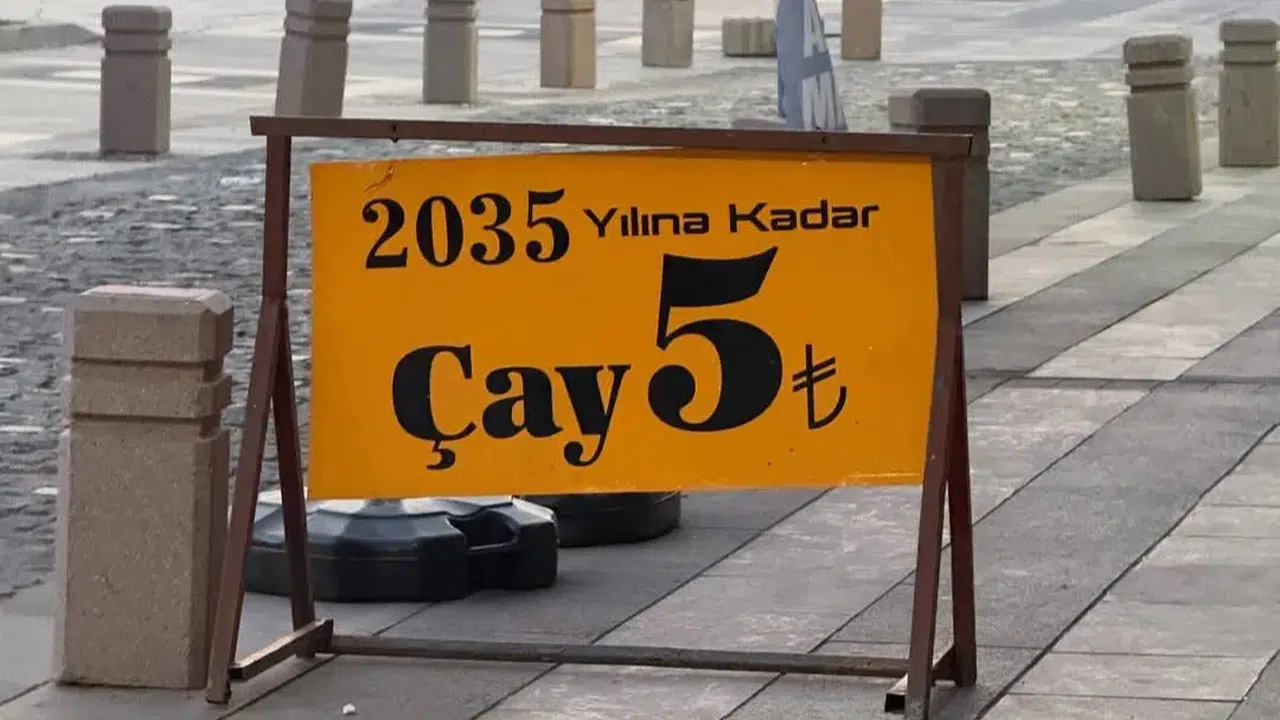 2035 Yılına Kadar
Çay 5 ₺